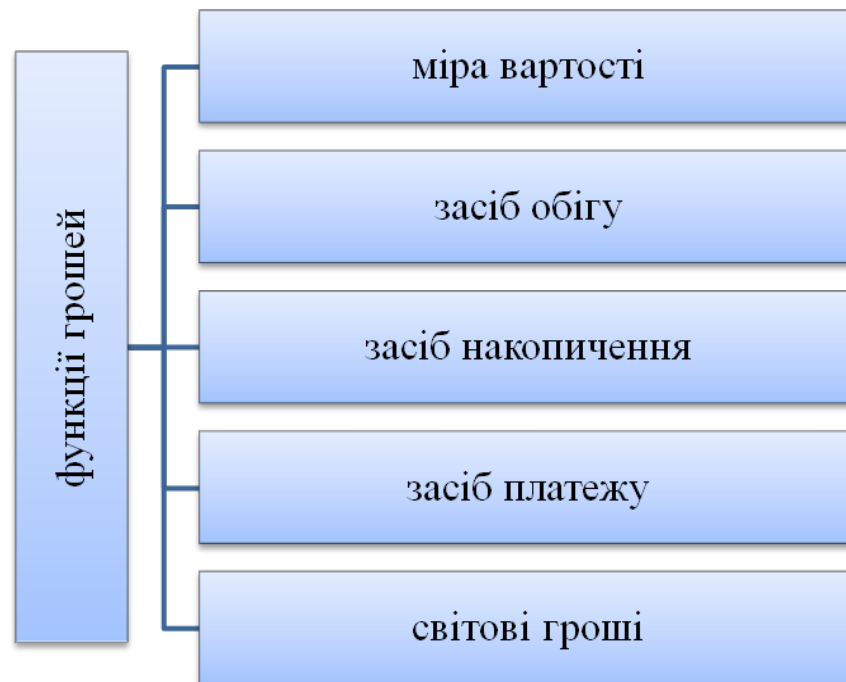 функції грошей
міра вартості
засіб обігу
засіб накопичення
засіб платежу
світові гроші